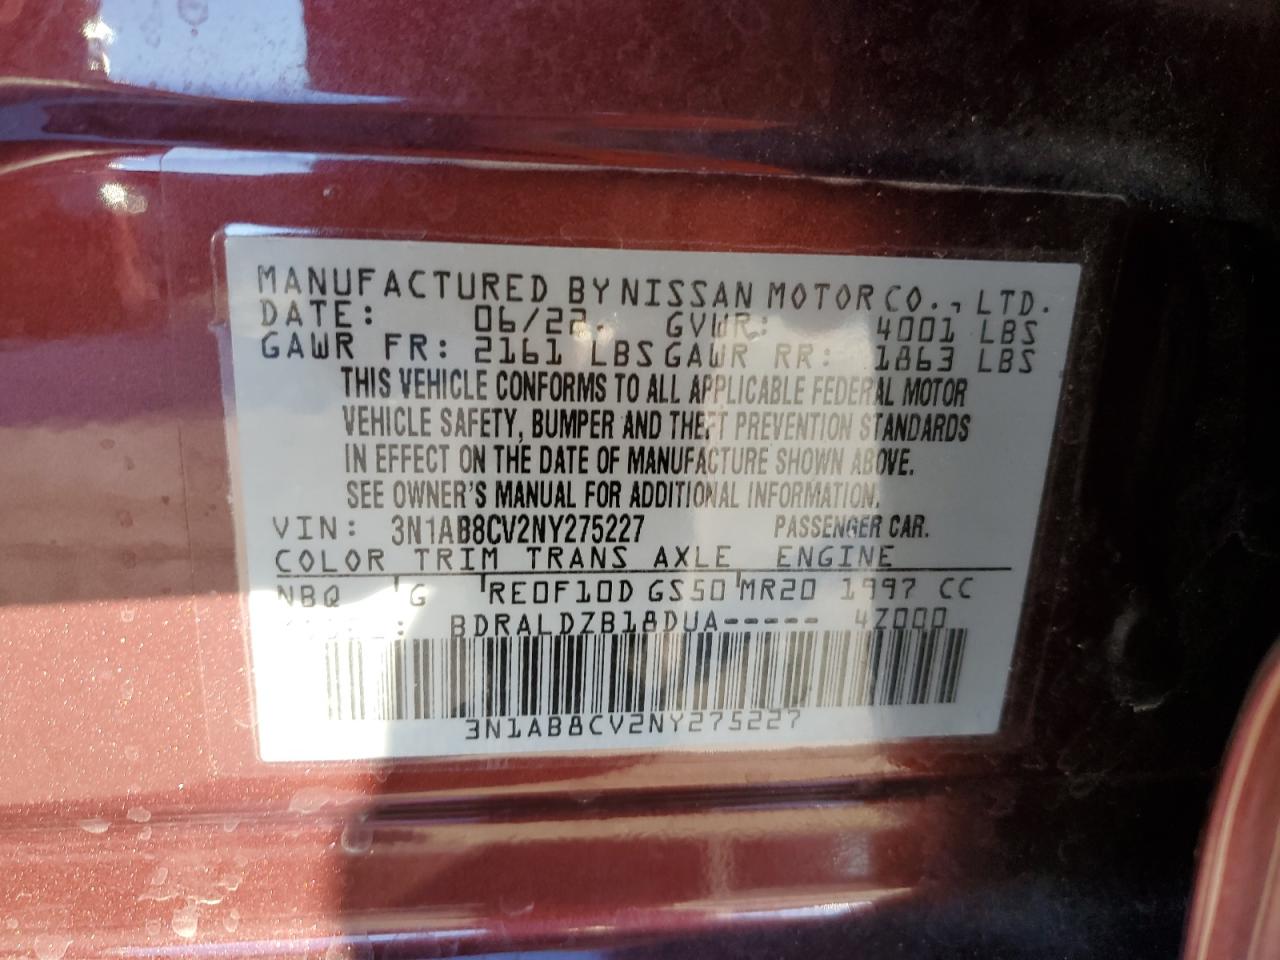 MANUFACTURED BY NISSAN MOTOR CO., LTD.
DATE: 06/22. GVWR: 4001 LBS
GAWR FR: 2161 LBS GAWR RR: 1863 LBS
THIS VEHICLE CONFORMS TO ALL APPLICABLE FEDERAL MOTOR
VEHICLE SAFETY, BUMPER AND THEFT PREVENTION STANDARDS
IN EFFECT ON THE DATE OF MANUFACTURE SHOWN ABOVE.
SEE OWNER'S MANUAL FOR ADDITIONAL INFORMATION.
VIN: 3N1AB8CV2NY275227 PASSENGER CAR.
COLOR TRIM TRANS AXLE ENGINE
NBQ G RE0F10D GS50 MR20 1997 CC
BDRALDZB18DUA----- 4Z000
3N1AB8CV2NY275227